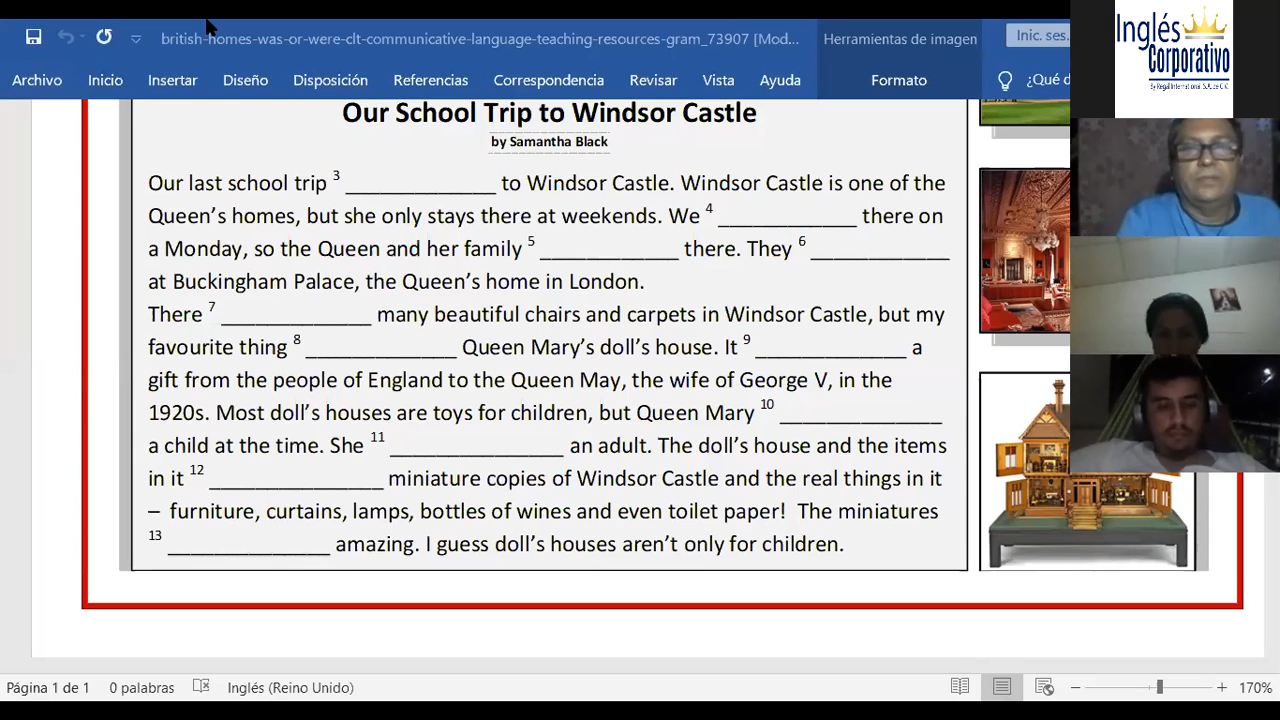 british-homes-was-or-were-clt-communicative-language-teaching-resources-gram_73907 [Mod...
Herramientas de imagen
Inic. ses.
Archivo Inicio Insertar Diseño Disposición Referencias Correspondencia Revisar Vista Ayuda Formato ¿Qué d
Inglés
Corporativo
By Regal International S.A. de C.V.
Our School Trip to Windsor Castle
by Samantha Black
Our last school trip 3 ______________ to Windsor Castle. Windsor Castle is one of the
Queen's homes, but she only stays there at weekends. We 4 _____________ there on
a Monday, so the Queen and her family 5 _____________ there. They 6 _____________
at Buckingham Palace, the Queen's home in London.
There 7 ______________ many beautiful chairs and carpets in Windsor Castle, but my
favourite thing 8 ______________ Queen Mary's doll's house. It 9 ______________ a
gift from the people of England to the Queen May, the wife of George V, in the
1920s. Most doll's houses are toys for children, but Queen Mary 10 _______________
a child at the time. She 11 ________________ an adult. The doll's house and the items
in it 12 ________________ miniature copies of Windsor Castle and the real things in it
– furniture, curtains, lamps, bottles of wines and even toilet paper! The miniatures
13 _______________ amazing. I guess doll's houses aren't only for children.
Página 1 de 1 0 palabras Inglés (Reino Unido) 170%